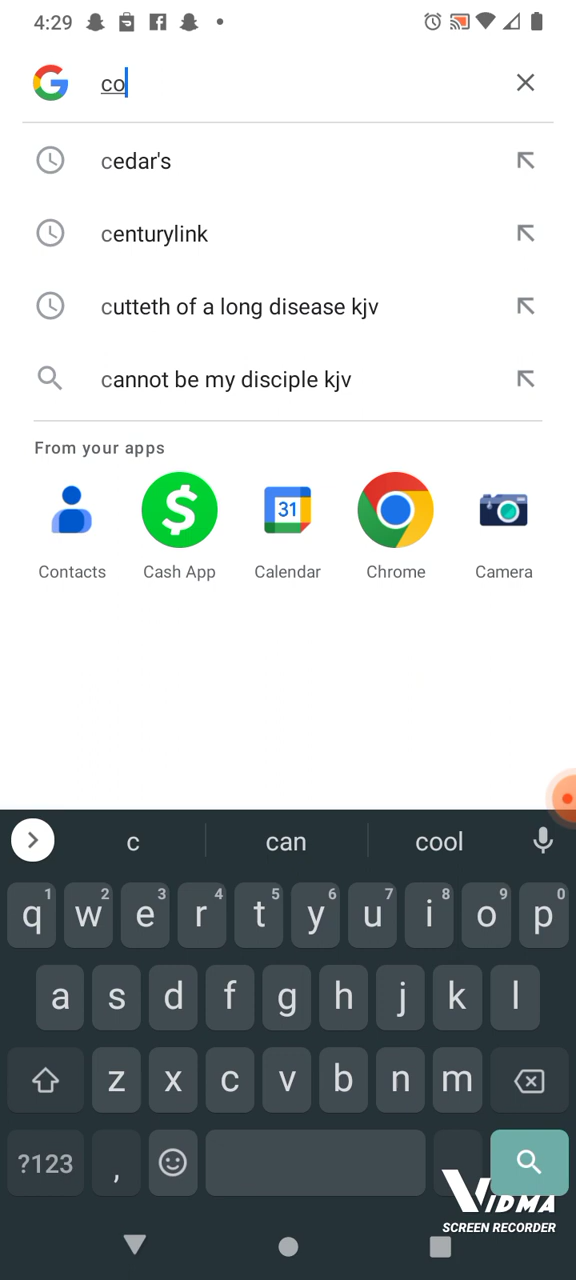 4:29
co
cedar's
centurylink
cutteth of a long disease kjv
cannot be my disciple kjv
From your apps
31
Contacts Cash App Calendar Chrome Camera
c can cool
q1 w2 e3 r4 t5 y6 u7 i8 o9 p0
a s d f g h j k l
z x c v b n m
?123 ,
VIDMA
SCREEN RECORDER